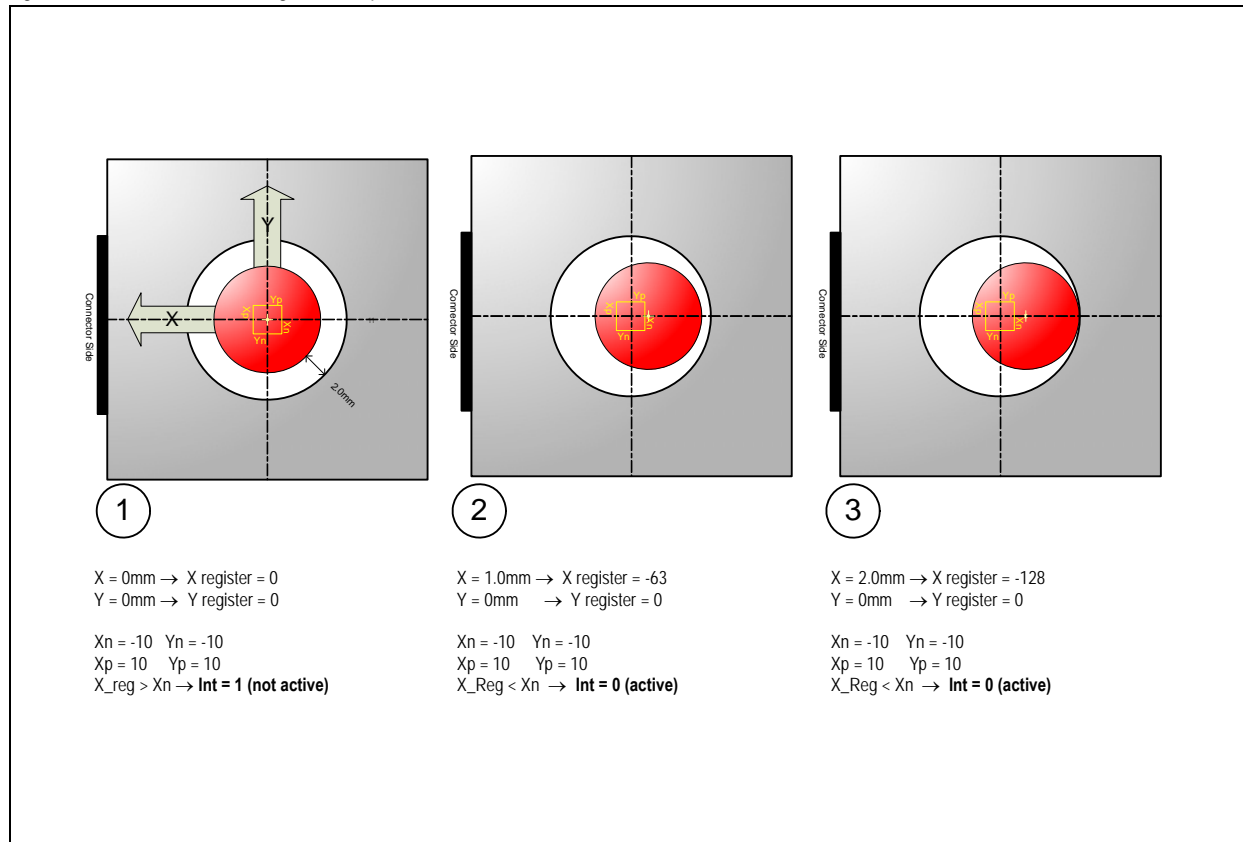 Y
X
Yp
Xp
Xn
Yn
2.0mm
Connector Side
1
X = 0mm → X register = 0
Y = 0mm → Y register = 0
Xn = -10 Yn = -10
Xp = 10 Yp = 10
X_reg > Xn → Int = 1 (not active)
Yp
Xp
Xn
Yn
Connector Side
2
X = 1.0mm → X register = -63
Y = 0mm → Y register = 0
Xn = -10 Yn = -10
Xp = 10 Yp = 10
X_Reg < Xn → Int = 0 (active)
Yp
Xp
Xn
Yn
Connector Side
3
X = 2.0mm → X register = -128
Y = 0mm → Y register = 0
Xn = -10 Yn = -10
Xp = 10 Yp = 10
X_Reg < Xn → Int = 0 (active)